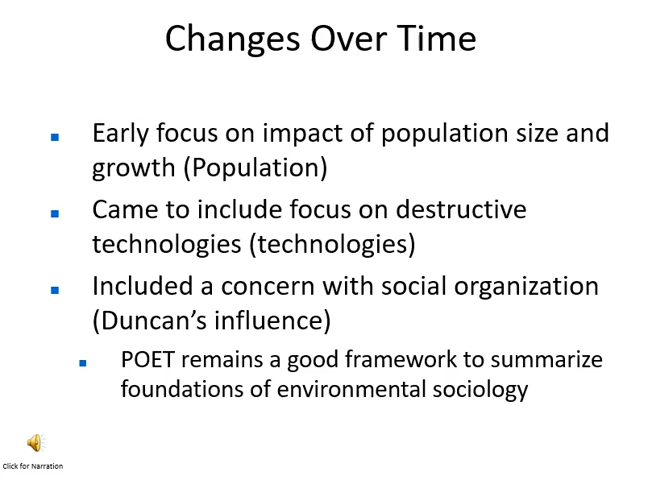 Changes Over Time
Early focus on impact of population size and
growth (Population)
Came to include focus on destructive
technologies (technologies)
Included a concern with social organization
(Duncan’s influence)
POET remains a good framework to summarize
foundations of environmental sociology
Click for Narration